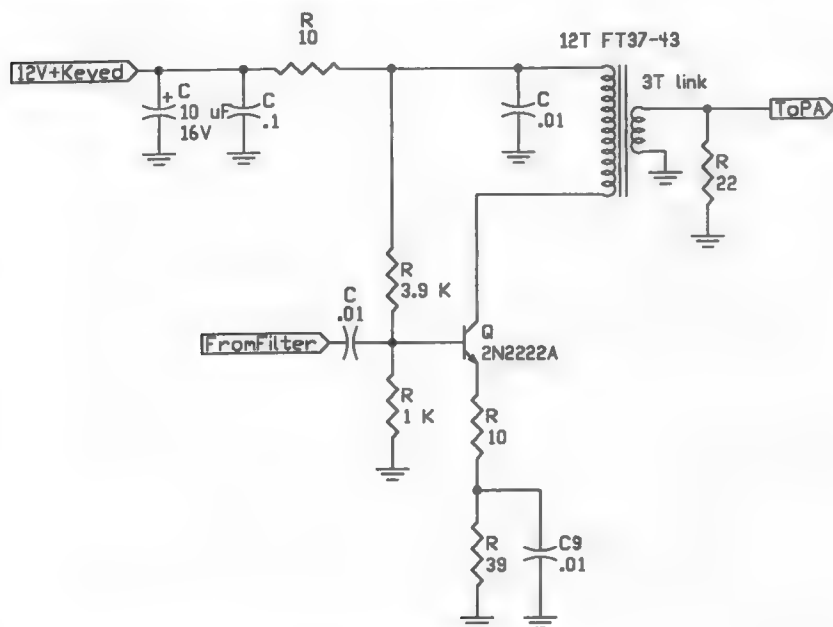 R
10
12T FT37-43
12V+Keyed
+ C
10 uF
16V
C
.1
C
.01
3T link
ToPA
R
22
R
3.9 K
C
.01
FromFilter
Q
2N2222A
R
1 K
R
10
R
39
C9
.01